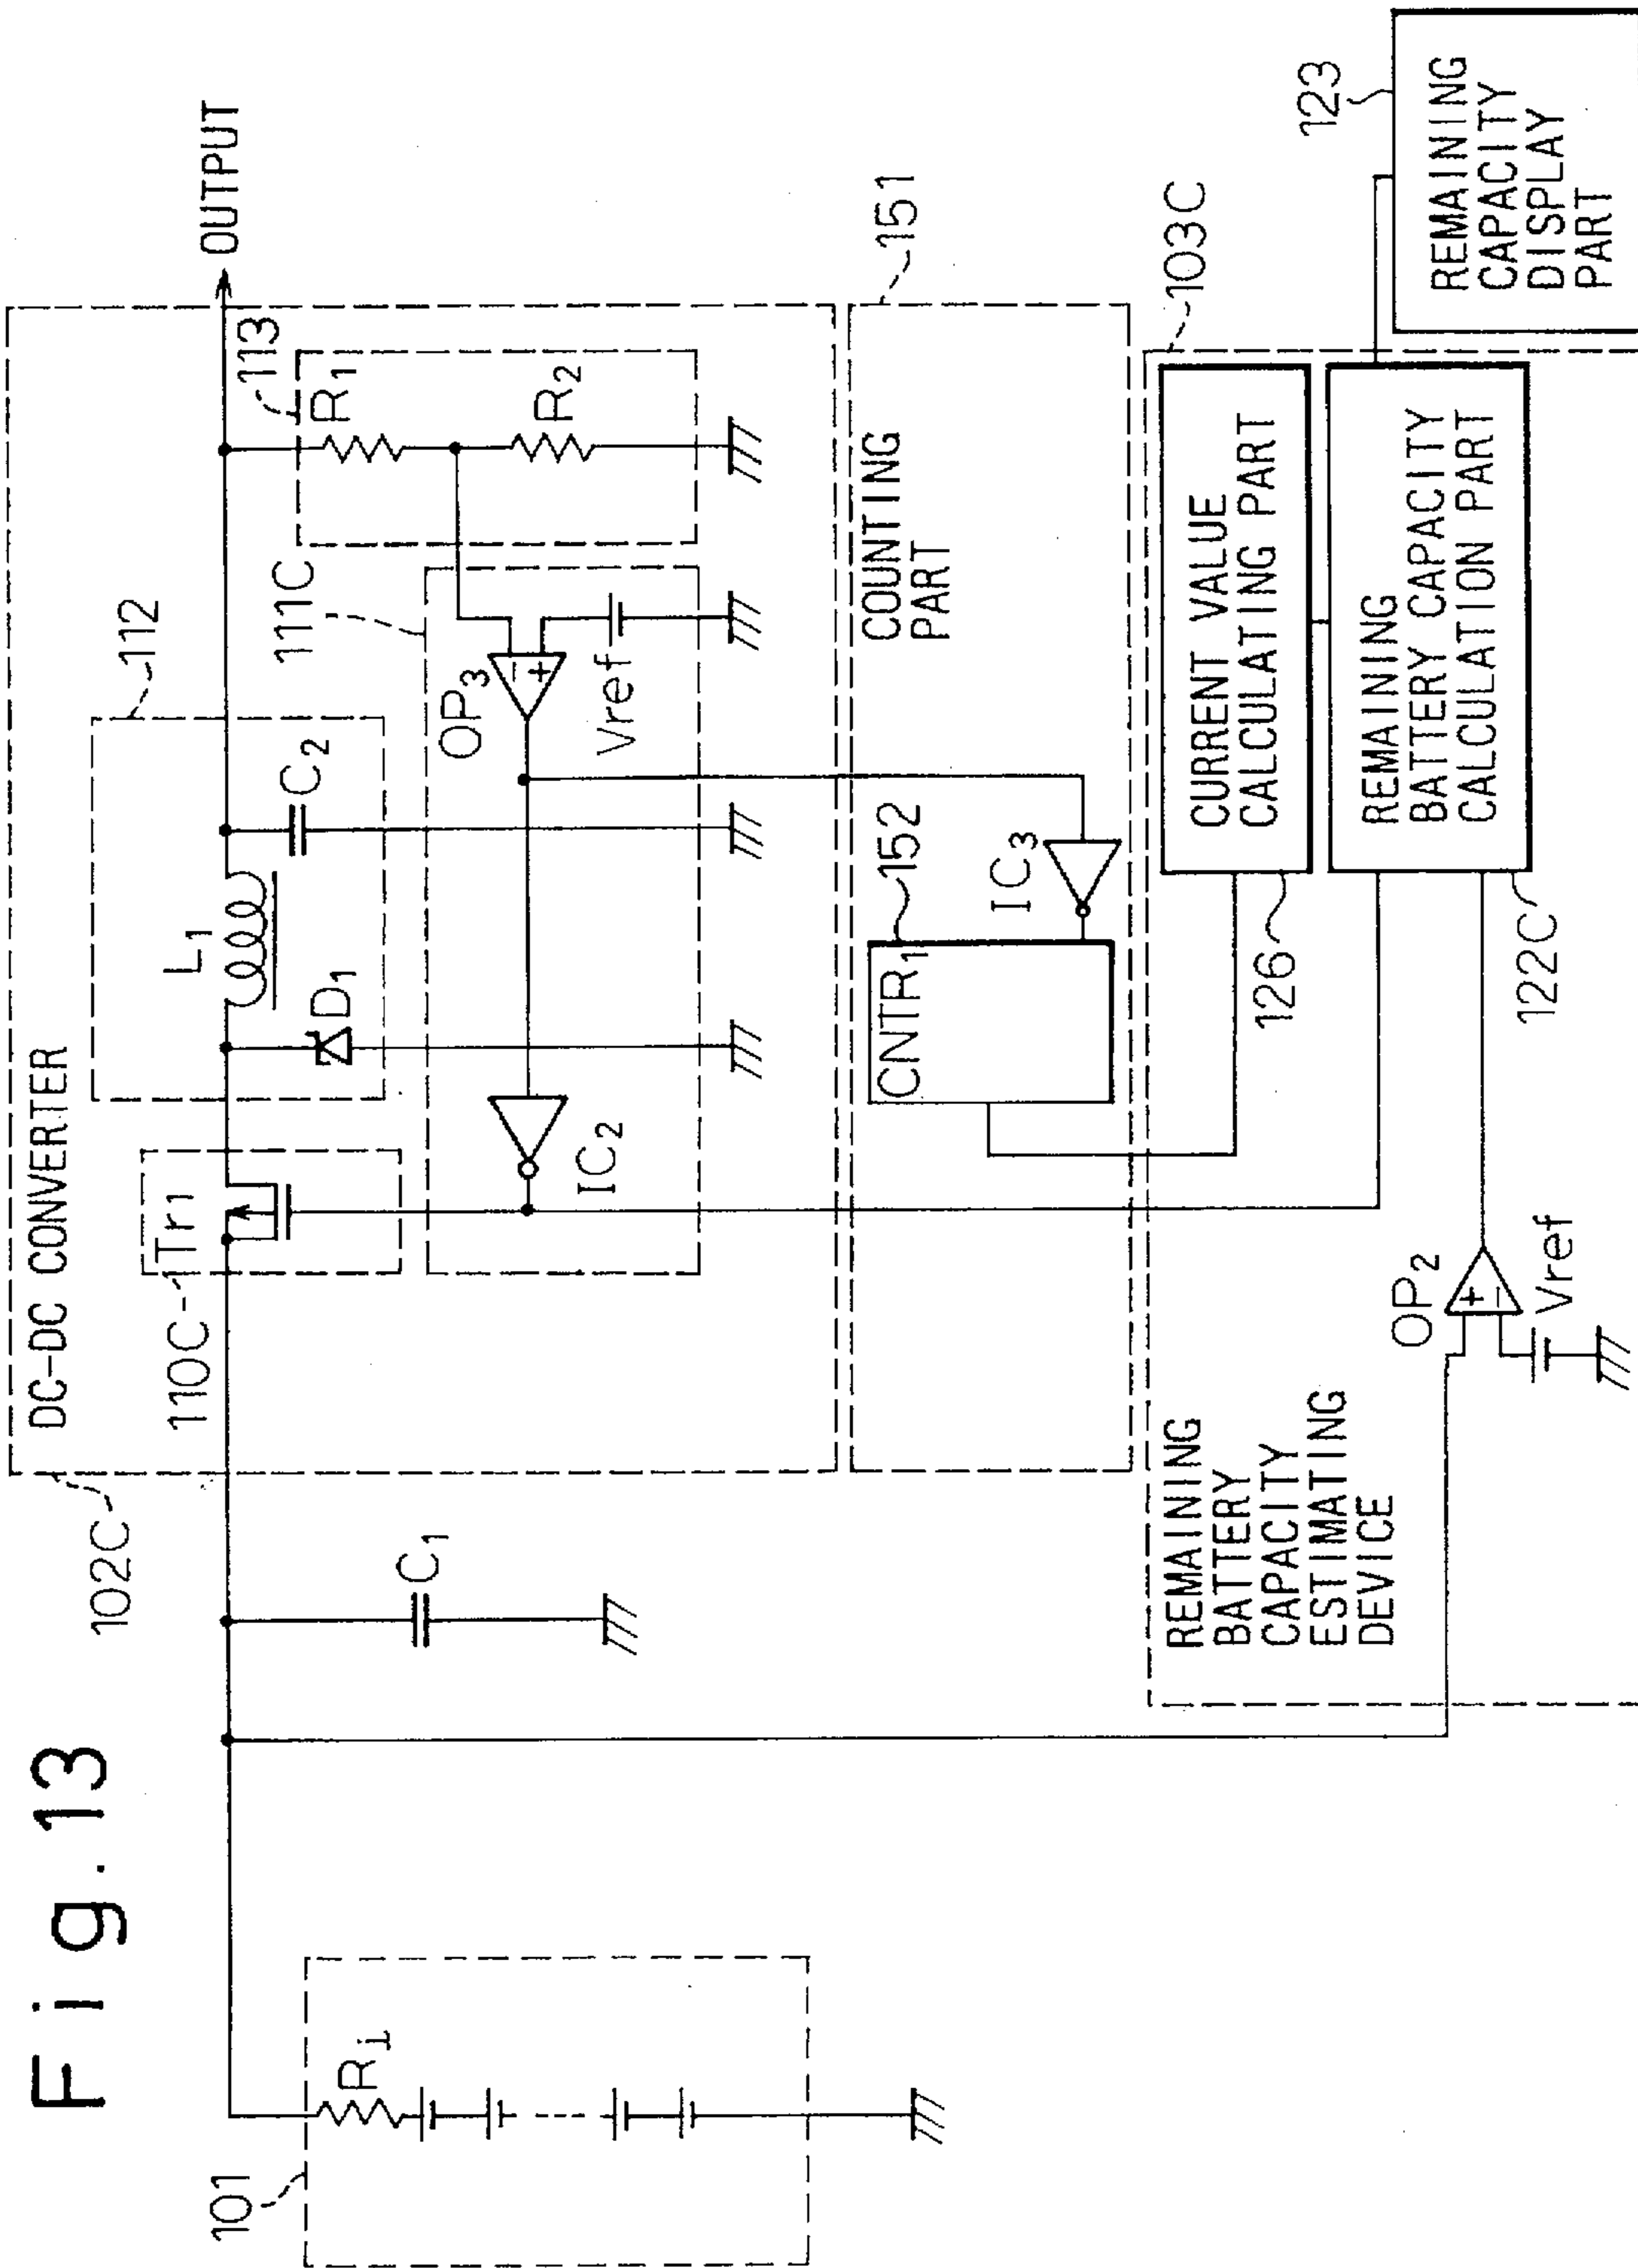 Fig.13
101
Ri
C1
102C
DC-DC CONVERTER
110C
Tr1
112
L1
D1
C2
OUTPUT
113
R1
R2
111C
OP3
Vref
IC2
151
COUNTING
PART
CNTR1
152
IC3
103C
REMAINING
BATTERY
CAPACITY
ESTIMATING
DEVICE
OP2
+
−
Vref
−
+
CURRENT VALUE
CALCULATING PART
126
REMAINING
BATTERY CAPACITY
CALCULATION PART
122C
123
REMAINING
CAPACITY
DISPLAY
PART